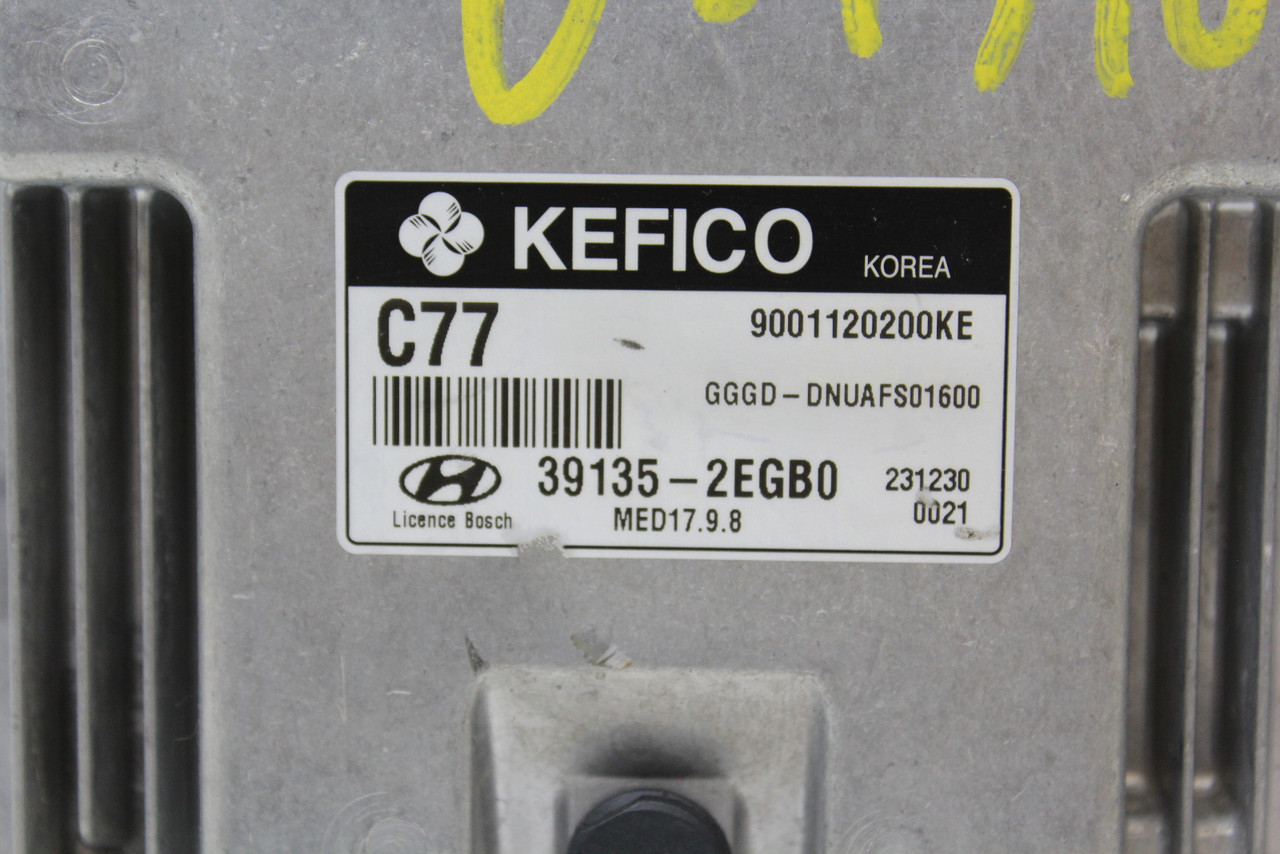 KEFICO KOREA
C77 9001120200KE
GGGD-DNUAFS01600
39135-2EGB0 231230
Licence Bosch MED17.9.8 0021